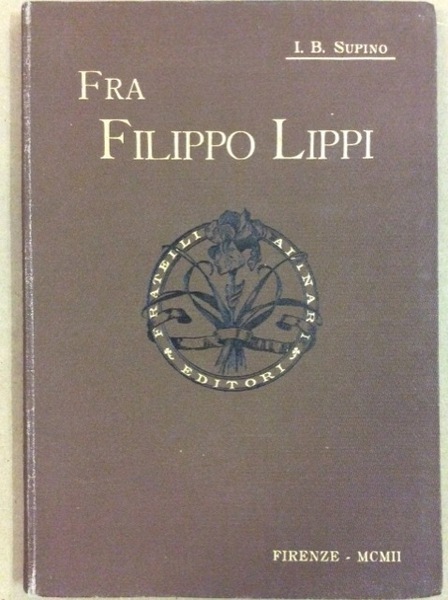 I. B. SUPINO
FRA
FILIPPO LIPPI
FRATELLI ALINARI
EDITORI
FIRENZE - MCMII